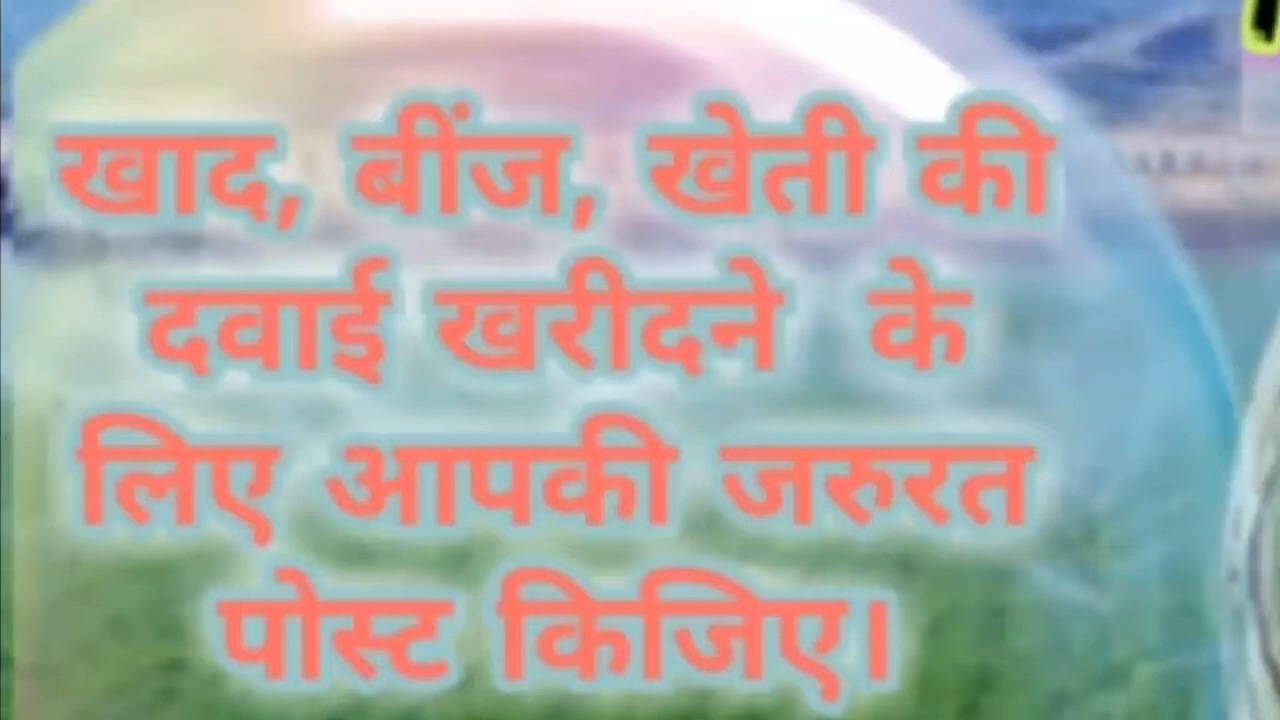 खाद, बींज, खेती की
दवाई खरीदने के
लिए आपकी जरुरत
पोस्ट किजिए।